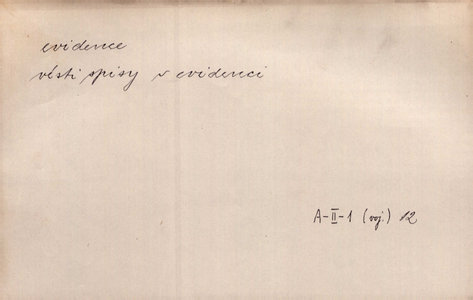 evidence
vésti spisy v evidenci
A-II-1 (voj.) 12